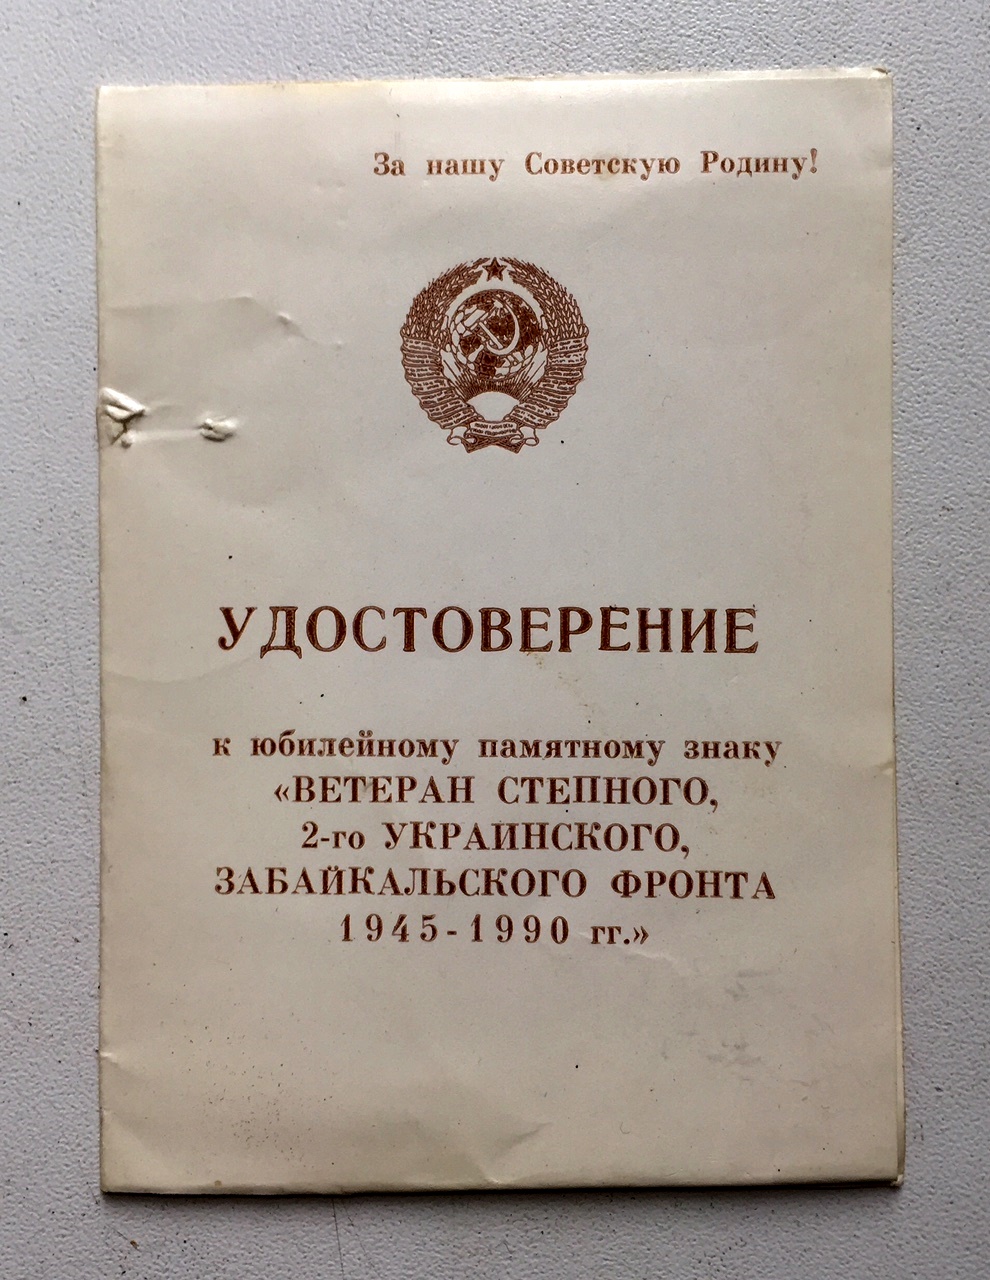 За нашу Советскую Родину!
УДОСТОВЕРЕНИЕ
к юбилейному памятному знаку
«ВЕТЕРАН СТЕПНОГО,
2-го УКРАИНСКОГО,
ЗАБАЙКАЛЬСКОГО ФРОНТА
1945-1990 гг.»